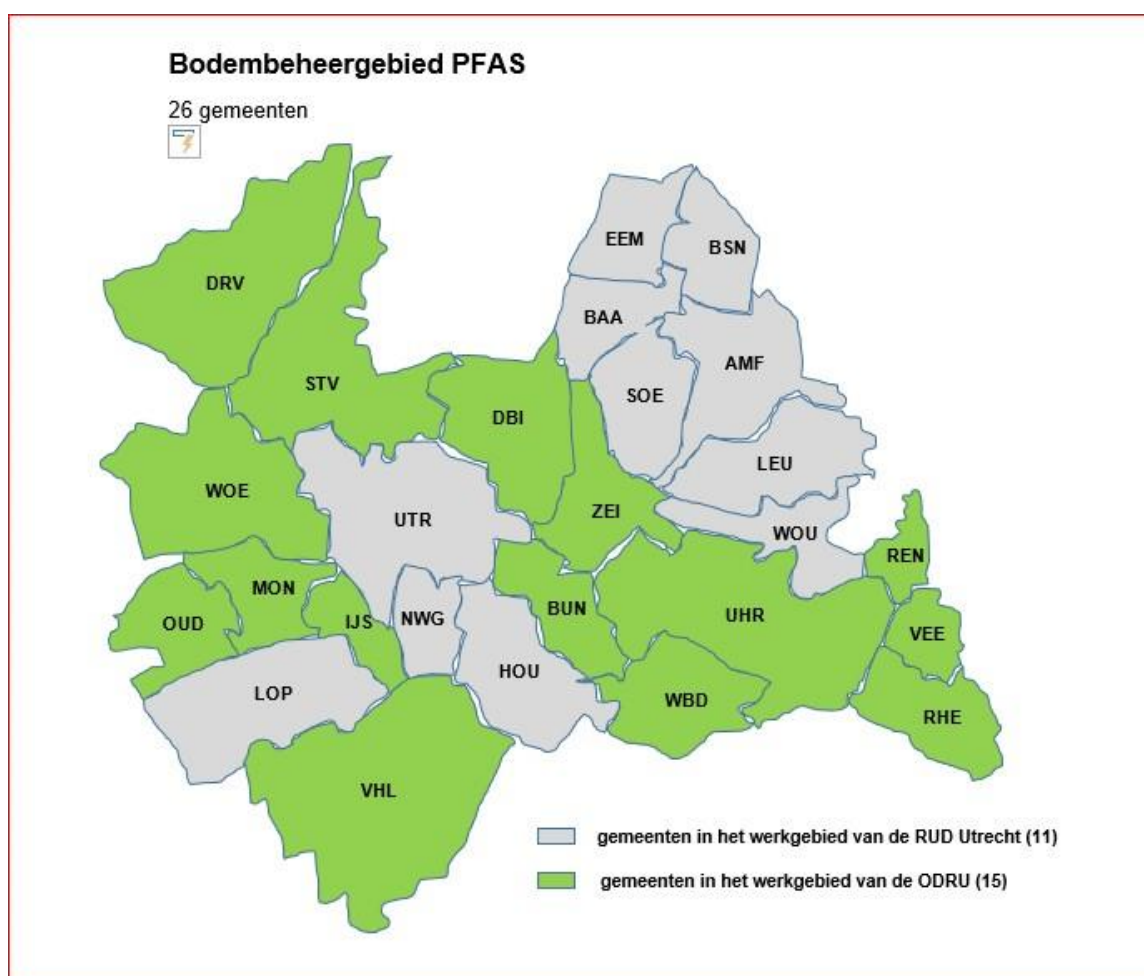 Bodembeheergebied PFAS
26 gemeenten
EEM
BSN
DRV
BAA
AMF
STV
SOE
DBI
LEU
WOE
ZEI
UTR
WOU
REN
MON
BUN
UHR
OUD
IJS
NWG
VEE
HOU
LOP
WBD
RHE
VHL
gemeenten in het werkgebied van de RUD Utrecht (11)
gemeenten in het werkgebied van de ODRU (15)